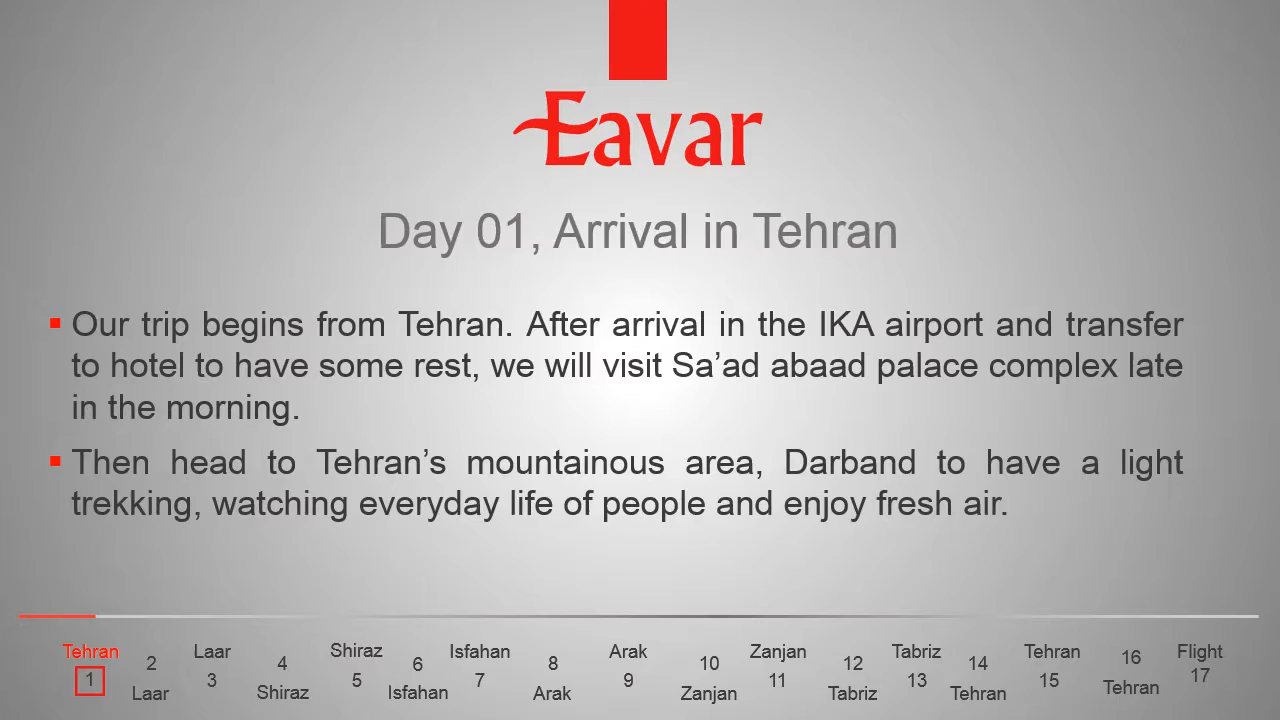 Eavar
Day 01, Arrival in Tehran
▪ Our trip begins from Tehran. After arrival in the IKA airport and transfer
to hotel to have some rest, we will visit Sa’ad abaad palace complex late
in the morning.
▪ Then head to Tehran’s mountainous area, Darband to have a light
trekking, watching everyday life of people and enjoy fresh air.
Tehran
1
2
Laar
Laar
3
4
Shiraz
Shiraz
5
6
Isfahan
Isfahan
7
8
Arak
Arak
9
10
Zanjan
Zanjan
11
12
Tabriz
Tabriz
13
14
Tehran
Tehran
15
16
Tehran
Flight
17